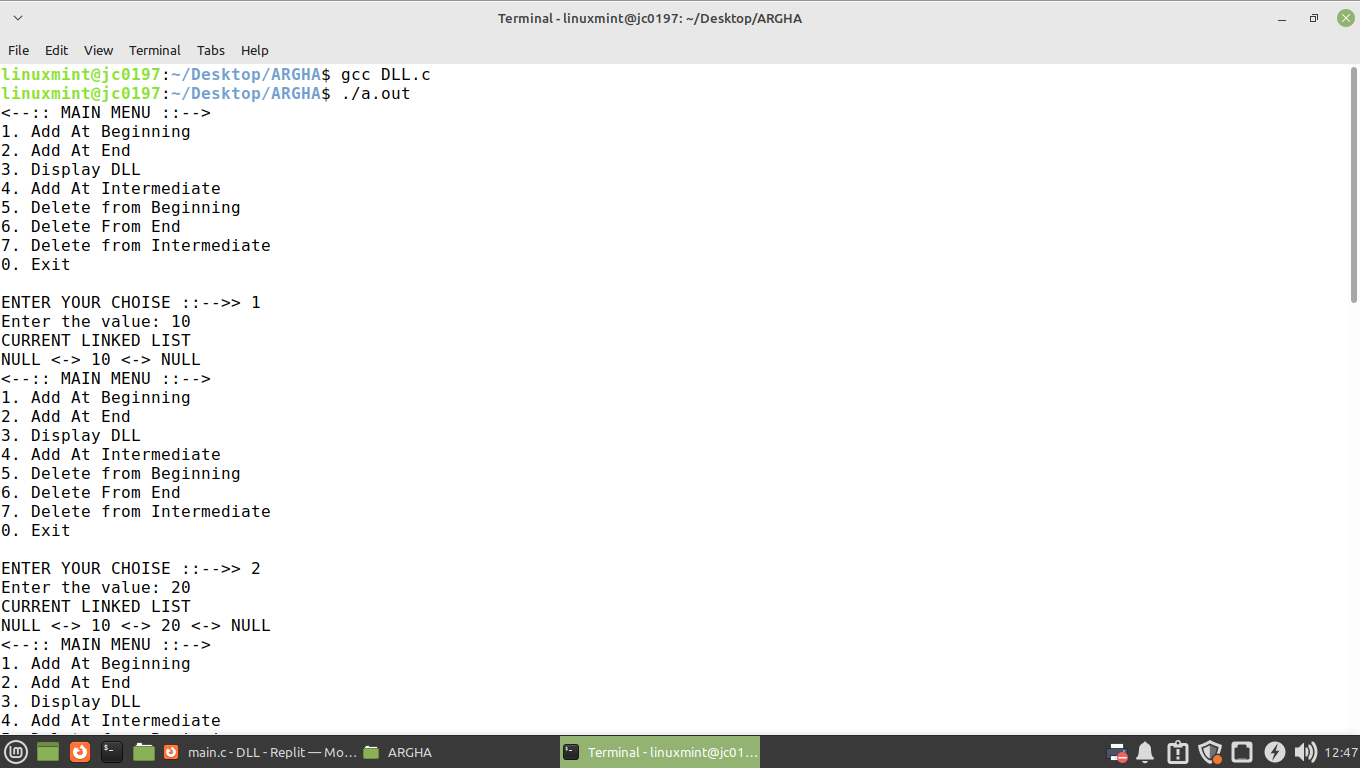 Terminal - linuxmint@jc0197: ~/Desktop/ARGHA
File Edit View Terminal Tabs Help
linuxmint@jc0197:~/Desktop/ARGHA$ gcc DLL.c
linuxmint@jc0197:~/Desktop/ARGHA$ ./a.out
<--:: MAIN MENU ::-->
1. Add At Beginning
2. Add At End
3. Display DLL
4. Add At Intermediate
5. Delete from Beginning
6. Delete From End
7. Delete from Intermediate
0. Exit
ENTER YOUR CHOISE ::-->> 1
Enter the value: 10
CURRENT LINKED LIST
NULL <-> 10 <-> NULL
<--:: MAIN MENU ::-->
1. Add At Beginning
2. Add At End
3. Display DLL
4. Add At Intermediate
5. Delete from Beginning
6. Delete From End
7. Delete from Intermediate
0. Exit
ENTER YOUR CHOISE ::-->> 2
Enter the value: 20
CURRENT LINKED LIST
NULL <-> 10 <-> 20 <-> NULL
<--:: MAIN MENU ::-->
1. Add At Beginning
2. Add At End
3. Display DLL
4. Add At Intermediate
main.c - DLL - Replit — Mo... ARGHA Terminal - linuxmint@jc01... 12:47